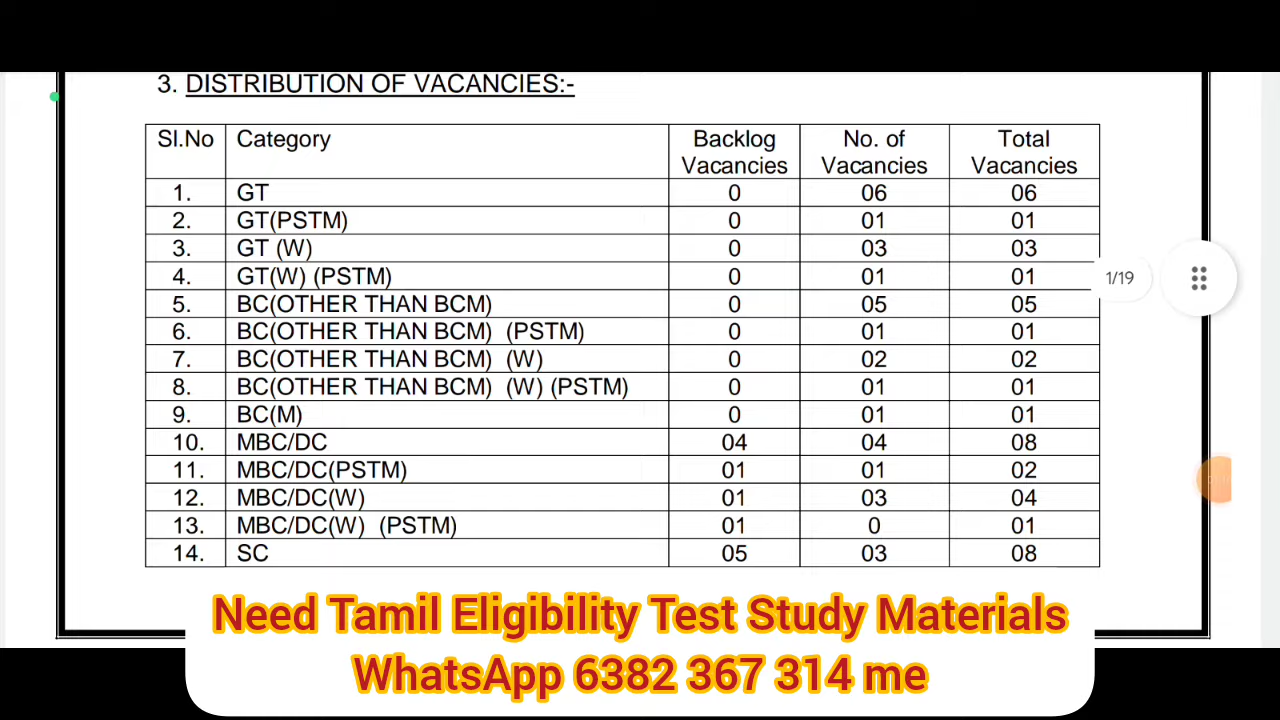 3. DISTRIBUTION OF VACANCIES:-
Sl.No Category Backlog Vacancies No. of Vacancies Total Vacancies
1. GT 0 06 06
2. GT(PSTM) 0 01 01
3. GT (W) 0 03 03
4. GT(W) (PSTM) 0 01 01
5. BC(OTHER THAN BCM) 0 05 05
6. BC(OTHER THAN BCM) (PSTM) 0 01 01
7. BC(OTHER THAN BCM) (W) 0 02 02
8. BC(OTHER THAN BCM) (W) (PSTM) 0 01 01
9. BC(M) 0 01 01
10. MBC/DC 04 04 08
11. MBC/DC(PSTM) 01 01 02
12. MBC/DC(W) 01 03 04
13. MBC/DC(W) (PSTM) 01 0 01
14. SC 05 03 08
1/19
Need Tamil Eligibility Test Study Materials
WhatsApp 6382 367 314 me